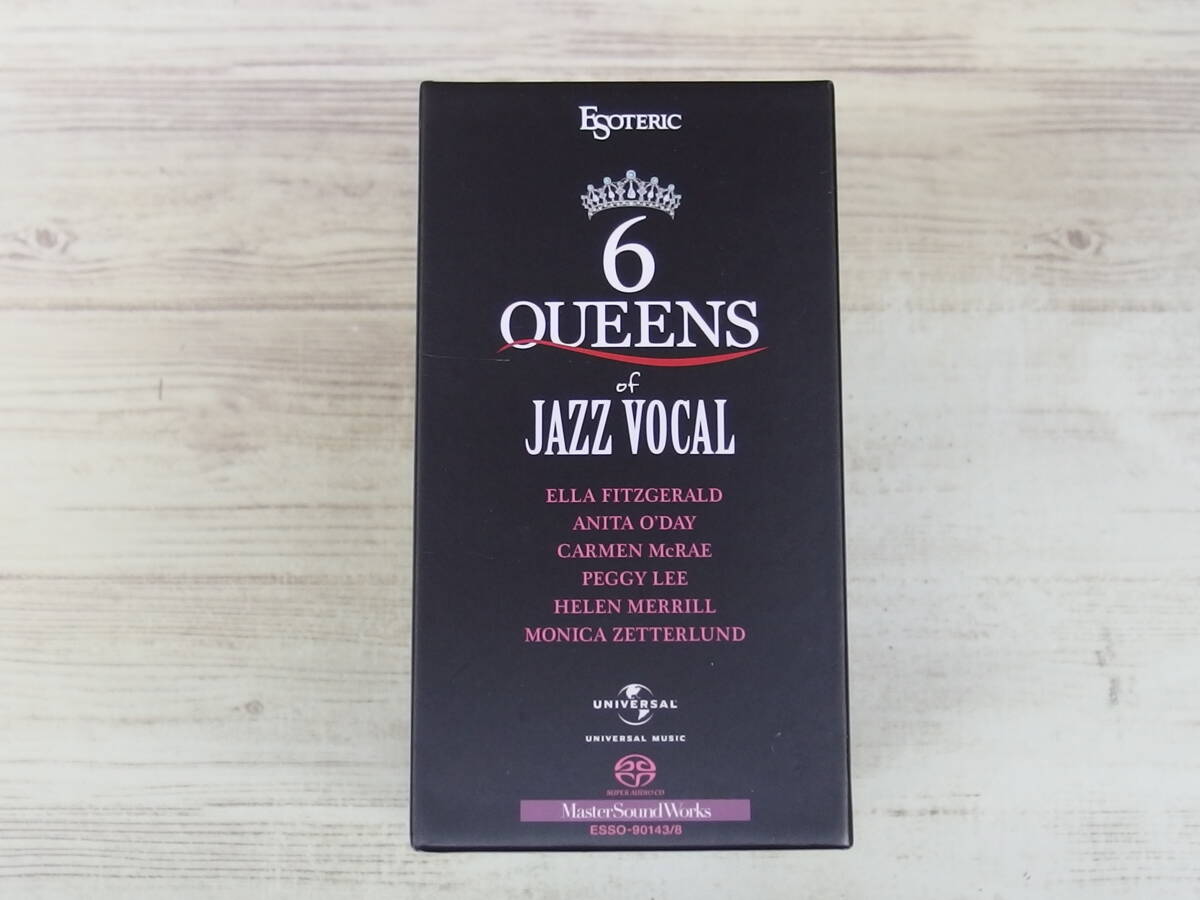 ESOTERIC
6
QUEENS
of
JAZZ VOCAL
ELLA FITZGERALD
ANITA O'DAY
CARMEN McRAE
PEGGY LEE
HELEN MERRILL
MONICA ZETTERLUND
UNIVERSAL
UNIVERSAL MUSIC
SUPER AUDIO CD
MasterSoundWorks
ESSO-90143/8